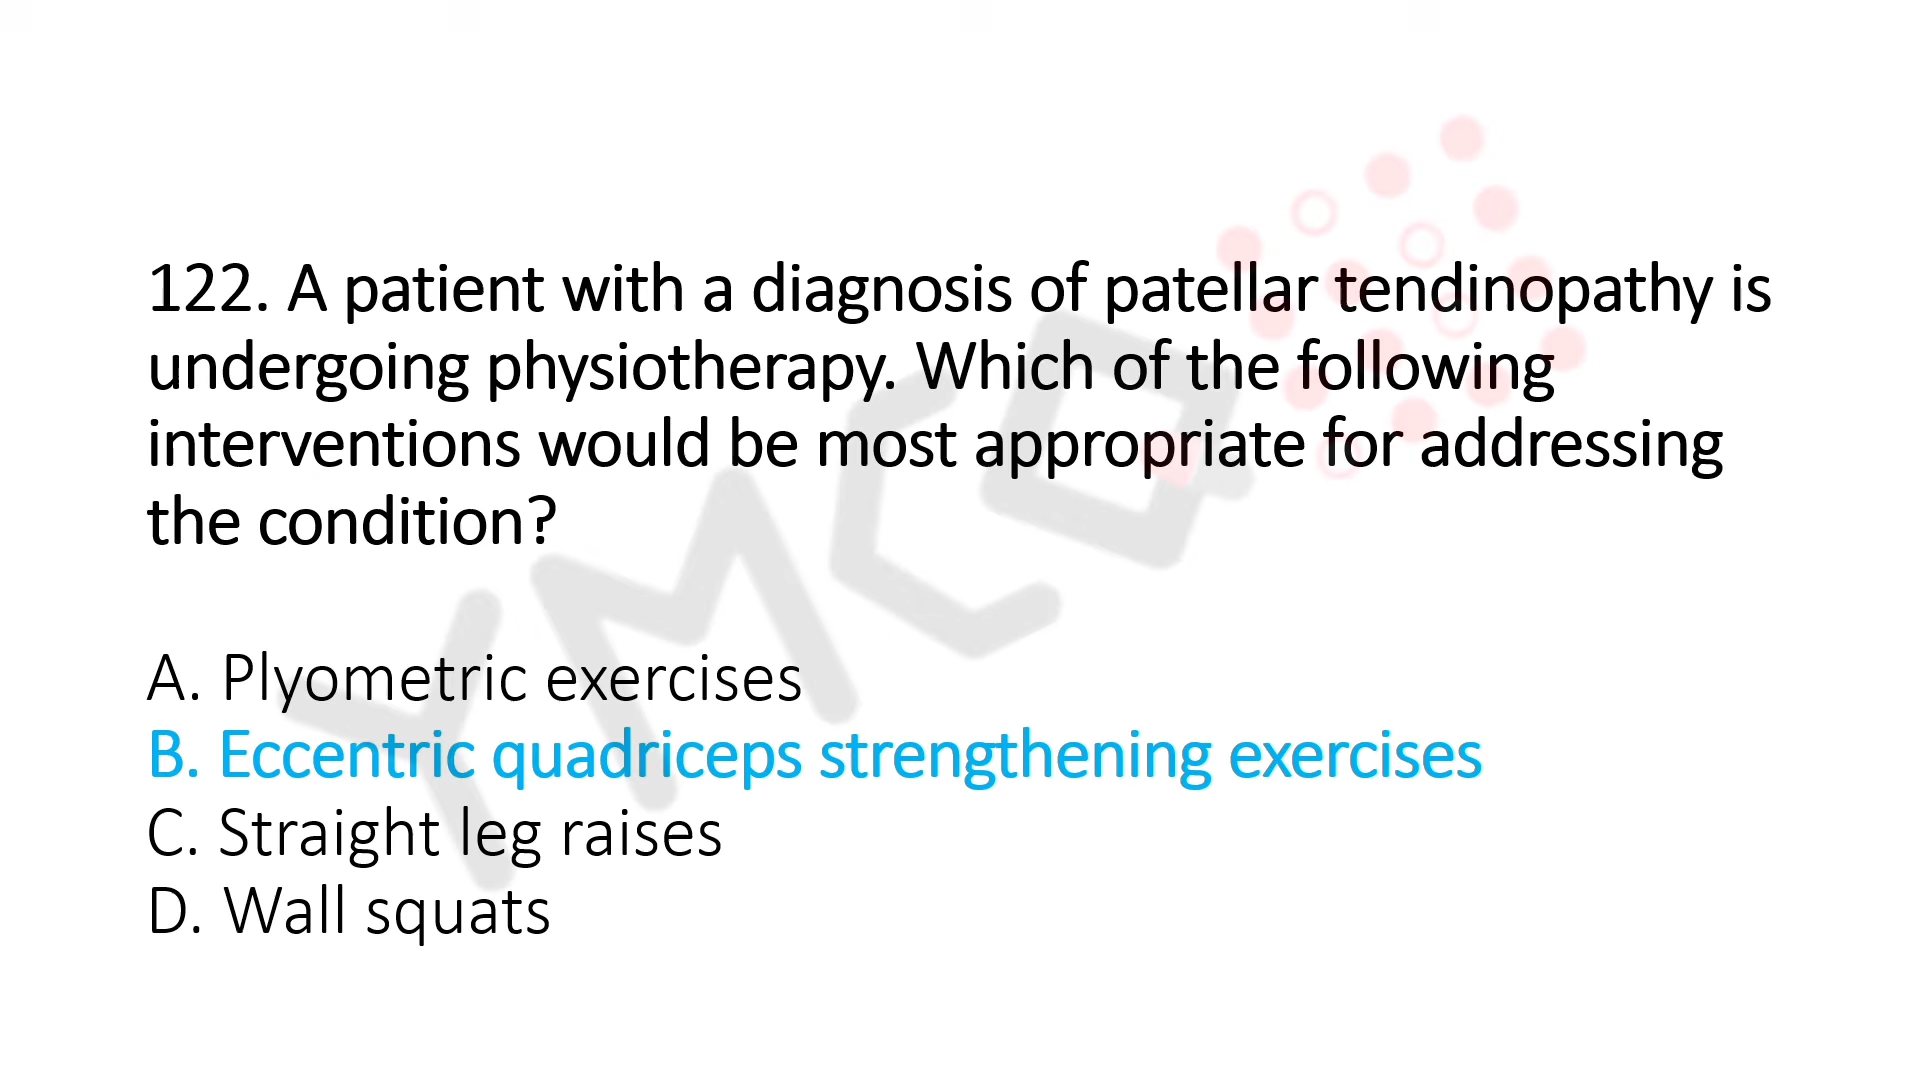 122. A patient with a diagnosis of patellar tendinopathy is
undergoing physiotherapy. Which of the following
interventions would be most appropriate for addressing
the condition?
A. Plyometric exercises
B. Eccentric quadriceps strengthening exercises
C. Straight leg raises
D. Wall squats
YMCQ